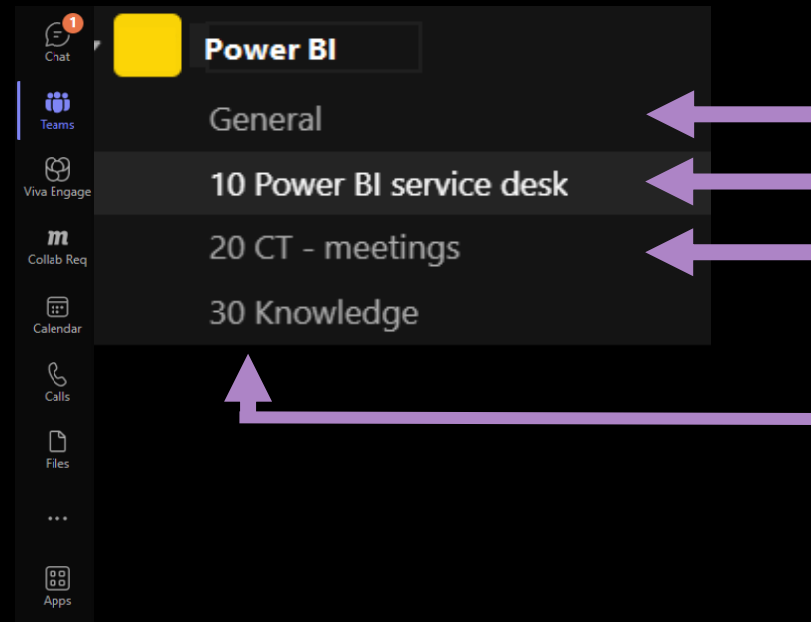 1
Chat
Teams
Viva Engage
m
Collab Req
Calendar
Calls
Files
...
Apps
Power BI
General
10 Power BI service desk
20 CT - meetings
30 Knowledge